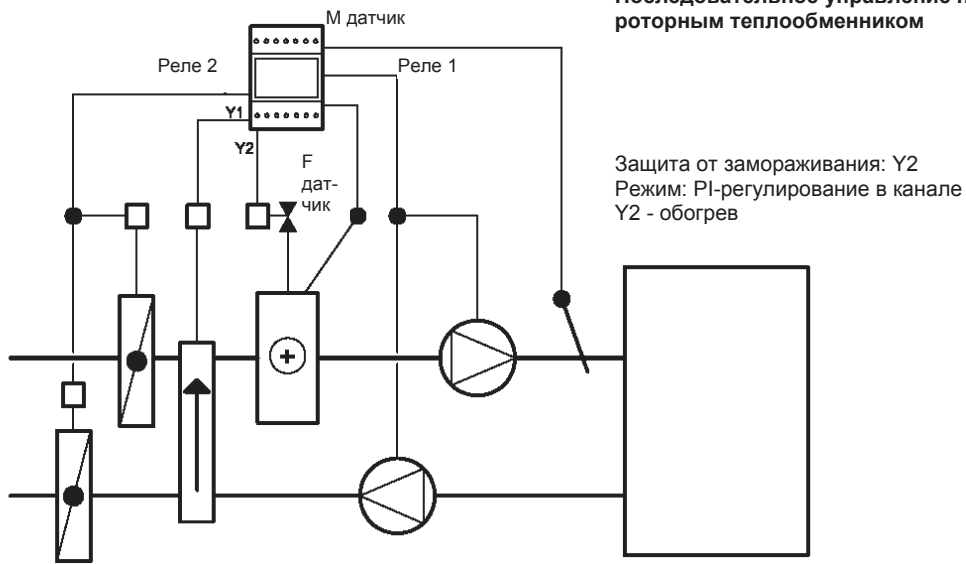 Последовательное управление
роторным теплообменником
M датчик
Реле 2
Реле 1
Y1
Y2
F
дат-
чик
Защита от замораживания: Y2
Режим: PI-регулирование в канале
Y2 - обогрев